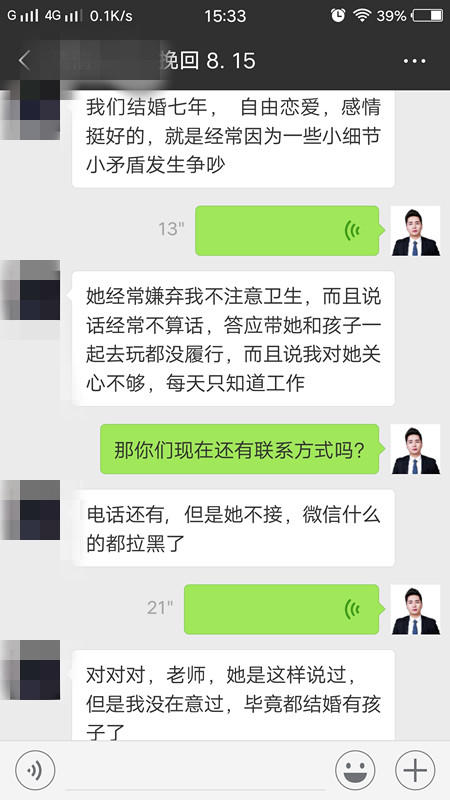 G 4G 0.1K/s 15:33 39%
挽回 8. 15
我们结婚七年， 自由恋爱，感情
挺好的，就是经常因为一些小细节
小矛盾发生争吵
13"
她经常嫌弃我不注意卫生，而且说
话经常不算话，答应带她和孩子一
起去玩都没履行，而且说我对她关
心不够，每天只知道工作
那你们现在还有联系方式吗？
电话还有，但是她不接，微信什么
的都拉黑了
21"
对对对，老师，她是这样说过，
但是我没在意过，毕竟都结婚有孩
子了